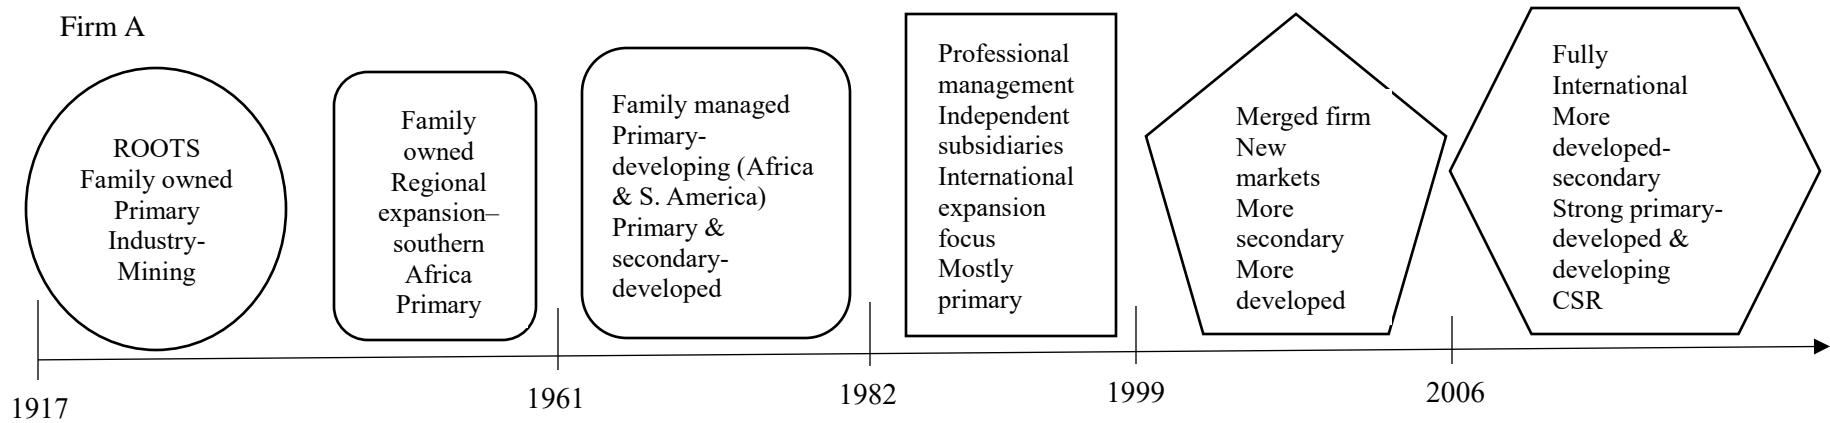 Firm A
ROOTS
Family owned
Primary
Industry-
Mining
Family
owned
Regional
expansion–
southern
Africa
Primary
Family managed
Primary-
developing (Africa
& S. America)
Primary &
secondary-
developed
Professional
management
Independent
subsidiaries
International
expansion
focus
Mostly
primary
Merged firm
New
markets
More
secondary
More
developed
Fully
International
More
developed-
secondary
Strong primary-
developed &
developing
CSR
1917
1961
1982
1999
2006